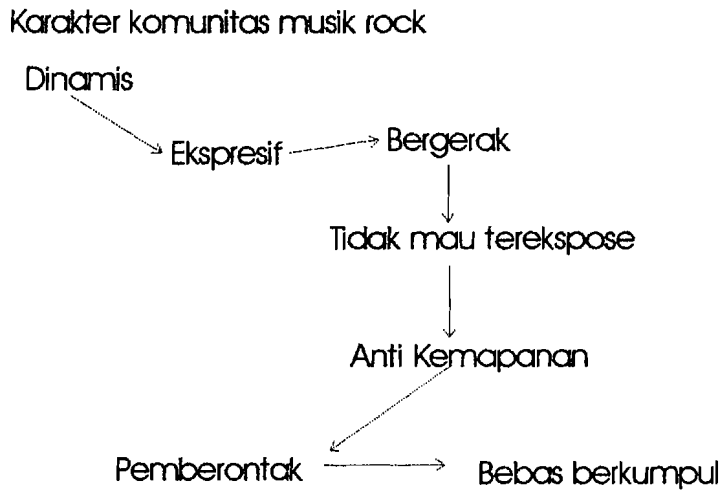 Karakter komunitas musik rock
Dinamis
Ekspresif
Bergerak
Tidak mau terekspose
Anti Kemapanan
Pemberontak
Bebas berkumpul